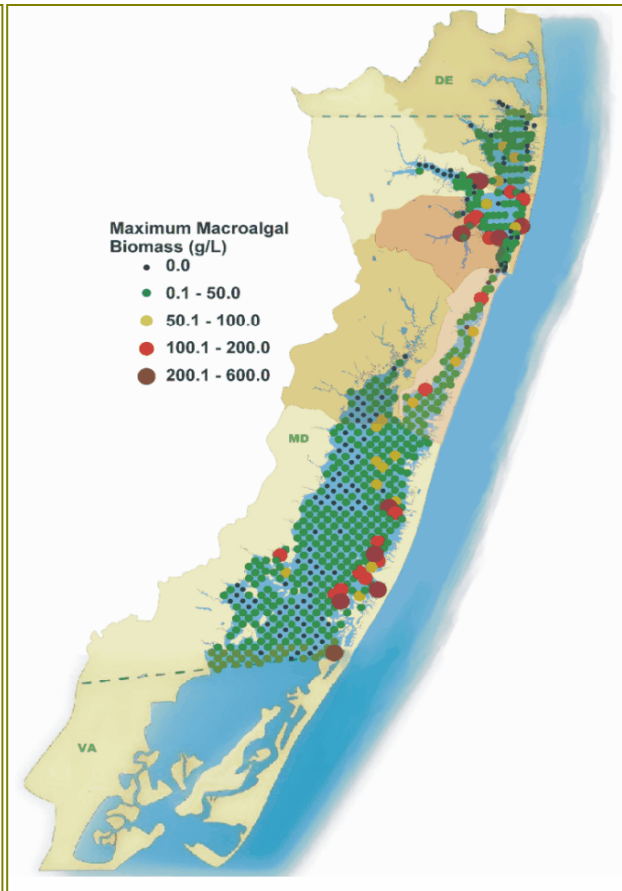 DE
Maximum Macroalgal
Biomass (g/L)
0.0
0.1 - 50.0
50.1 - 100.0
100.1 - 200.0
200.1 - 600.0
MD
VA